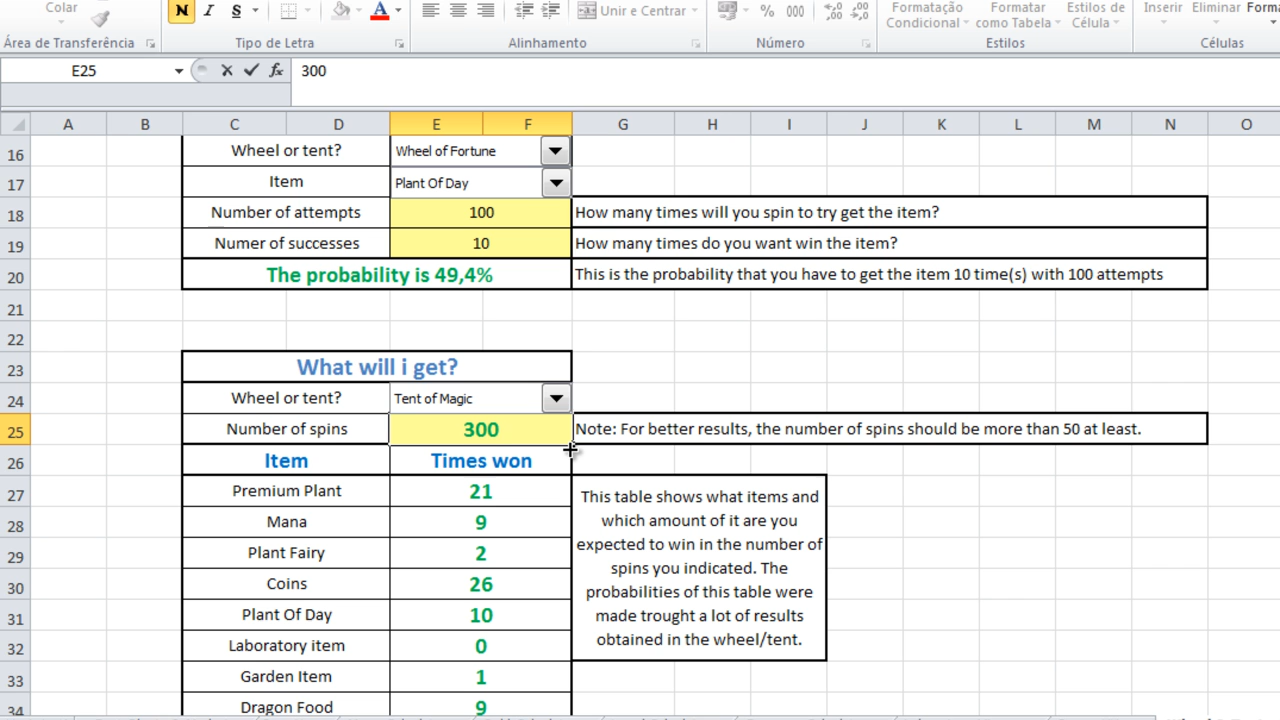 Colar
N I S A Unir e Centrar % 000 Formatação Formatar Estilos de Inserir Eliminar
Condicional como Tabela Célula
Área de Transferência Tipo de Letra Alinhamento Número Estilos Células
E25 fx 300
A B C D E F G H I J K L M N O
16 Wheel or tent? Wheel of Fortune
17 Item Plant Of Day
18 Number of attempts 100 How many times will you spin to try get the item?
19 Numer of successes 10 How many times do you want win the item?
20 The probability is 49,4% This is the probability that you have to get the item 10 time(s) with 100 attempts
21
22
23 What will i get?
24 Wheel or tent? Tent of Magic
25 Number of spins 300 Note: For better results, the number of spins should be more than 50 at least.
26 Item Times won
27 Premium Plant 21 This table shows what items and
28 Mana 9 which amount of it are you
expected to win in the number of
29 Plant Fairy 2 spins you indicated. The
30 Coins 26 probabilities of this table were
31 Plant Of Day 10 made trought a lot of results
32 Laboratory item 0 obtained in the wheel/tent.
33 Garden Item 1
34 Dragon Food 9